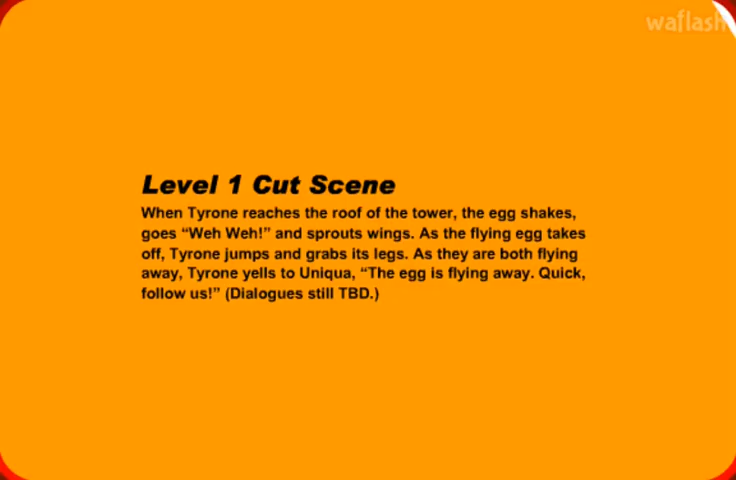 waflash
Level 1 Cut Scene
When Tyrone reaches the roof of the tower, the egg shakes,
goes “Weh Weh!” and sprouts wings. As the flying egg takes
off, Tyrone jumps and grabs its legs. As they are both flying
away, Tyrone yells to Uniqua, “The egg is flying away. Quick,
follow us!” (Dialogues still TBD.)